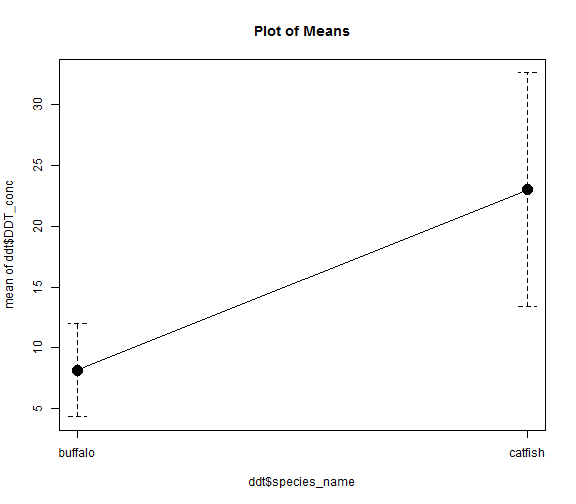 Plot of Means
mean of ddt$DDT_conc
30
25
20
15
10
5
buffalo
catfish
ddt$species_name